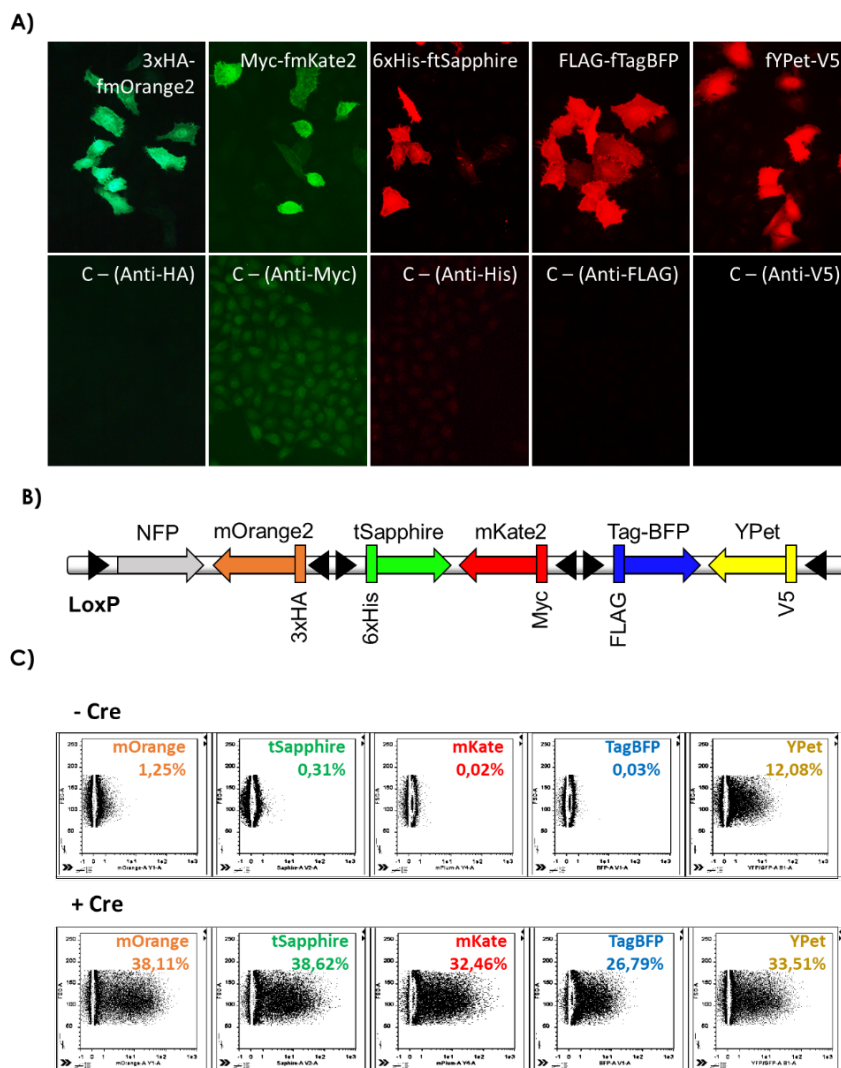 A)
3xHA-
fmOrange2
Myc-fmKate2
6xHis-ftSapphire
FLAG-fTagBFP
fYPet-V5
C – (Anti-HA)
C – (Anti-Myc)
C – (Anti-His)
C – (Anti-FLAG)
C – (Anti-V5)
B)
NFP
mOrange2
tSapphire
mKate2
Tag-BFP
YPet
LoxP
3xHA
6xHis
Myc
FLAG
V5
C)
- Cre
mOrange
1,25%
tSapphire
0,31%
mKate
0,02%
TagBFP
0,03%
YPet
12,08%
+ Cre
mOrange
38,11%
tSapphire
38,62%
mKate
32,46%
TagBFP
26,79%
YPet
33,51%